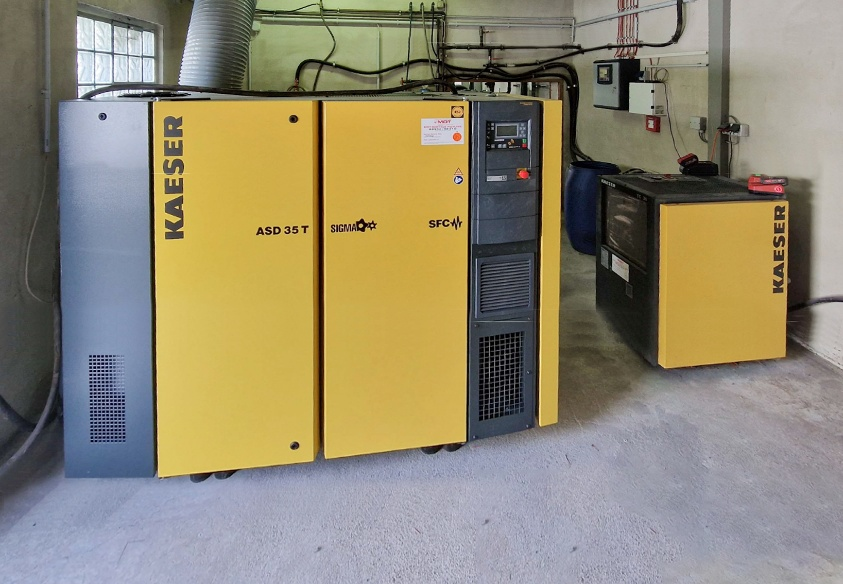 KAESER
ASD 35 T
SIGMA
SFC
KAESER